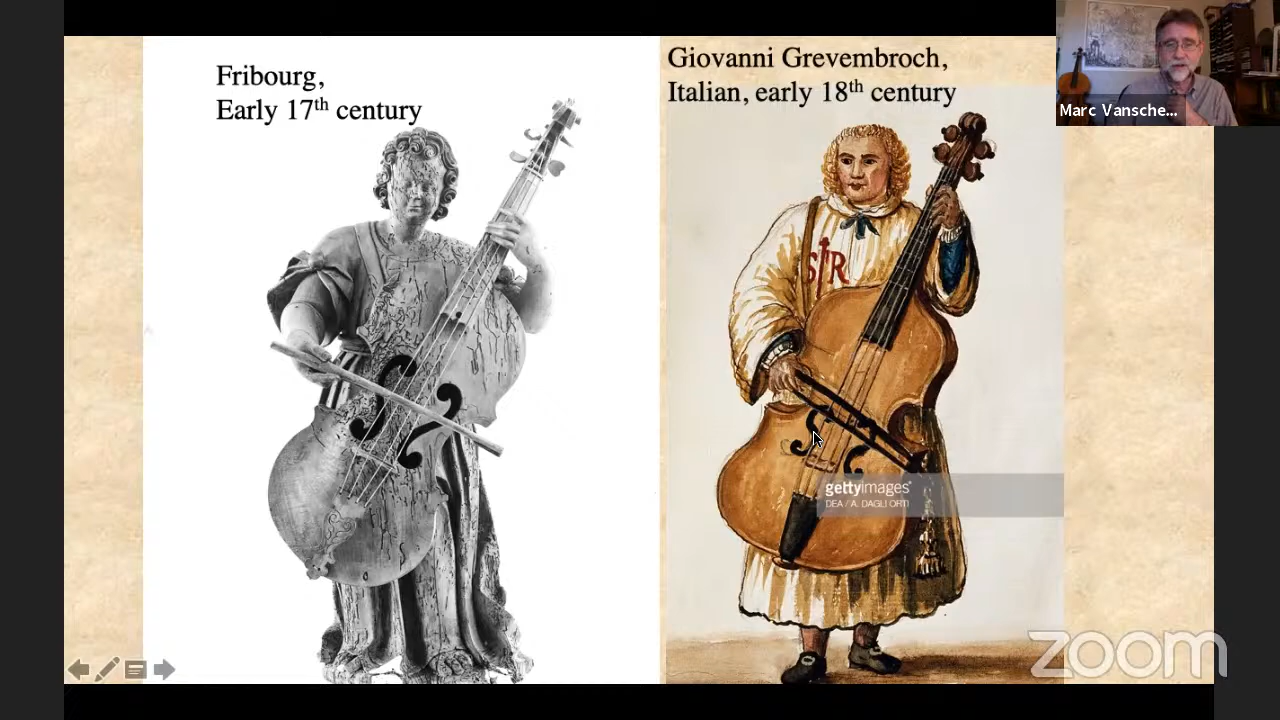 Fribourg,
Early 17th century
Giovanni Grevembroch,
Italian, early 18th century
Marc Vansche...
S R
gettyimages®
DEA / A. DAGLI ORTI
zoom